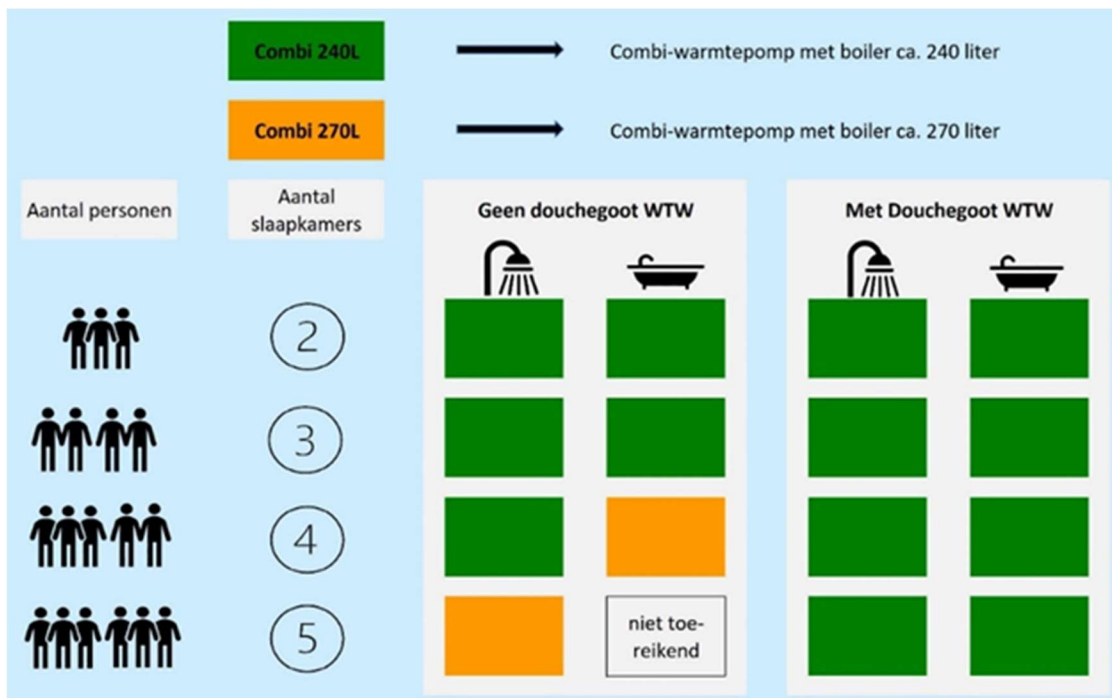 Combi 240L
Combi-warmtepomp met boiler ca. 240 liter
Combi 270L
Combi-warmtepomp met boiler ca. 270 liter
Aantal personen
Aantal
slaapkamers
Geen douchegoot WTW
Met Douchegoot WTW
2
3
4
5
niet toe-
reikend